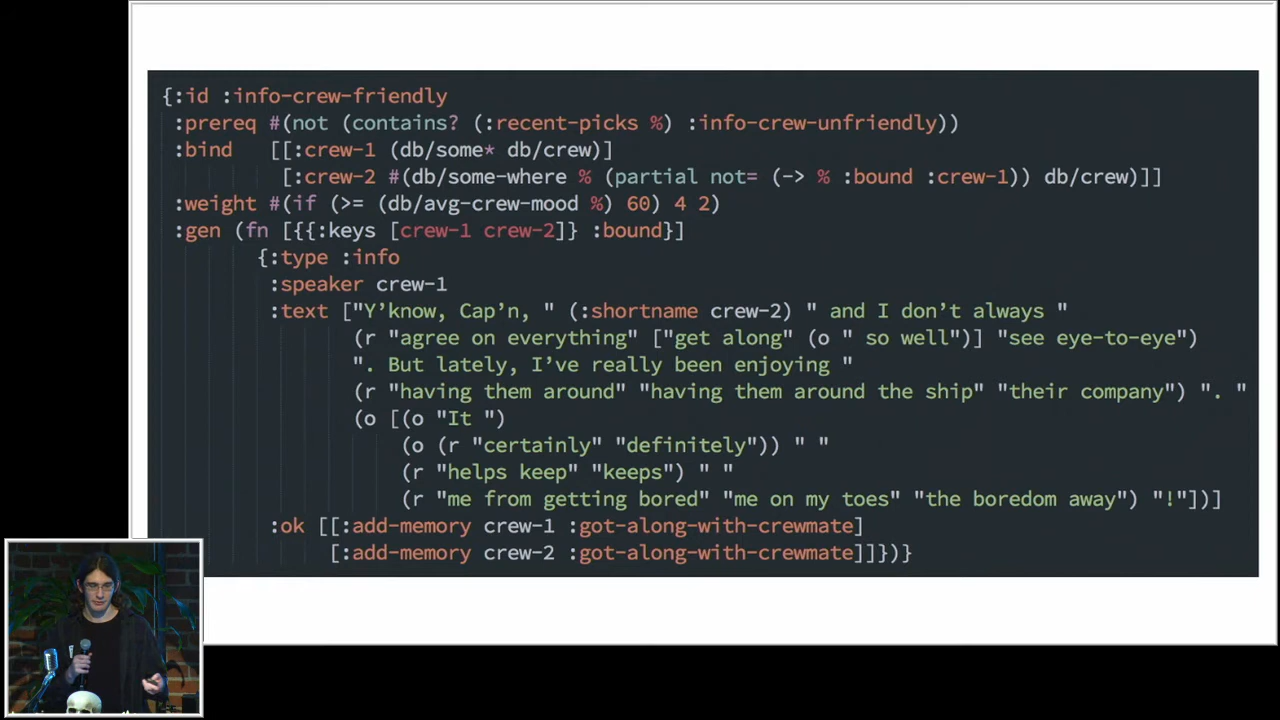 {:id :info-crew-friendly
:prereq #(not (contains? (:recent-picks %) :info-crew-unfriendly))
:bind [[:crew-1 (db/some* db/crew)]
[:crew-2 #(db/some-where % (partial not= (-> % :bound :crew-1)) db/crew)]]
:weight #(if (>= (db/avg-crew-mood %) 60) 4 2)
:gen (fn [{{:keys [crew-1 crew-2]} :bound}]
{:type :info
:speaker crew-1
:text ["Y’know, Cap’n, " (:shortname crew-2) " and I don’t always "
(r "agree on everything" ["get along" (o " so well")] "see eye-to-eye")
". But lately, I’ve really been enjoying "
(r "having them around" "having them around the ship" "their company") ". "
(o [(o "It ")
(o (r "certainly" "definitely")) " "
(r "helps keep" "keeps") " "
(r "me from getting bored" "me on my toes" "the boredom away") "!"])]
:ok [[:add-memory crew-1 :got-along-with-crewmate]
[:add-memory crew-2 :got-along-with-crewmate]]})}